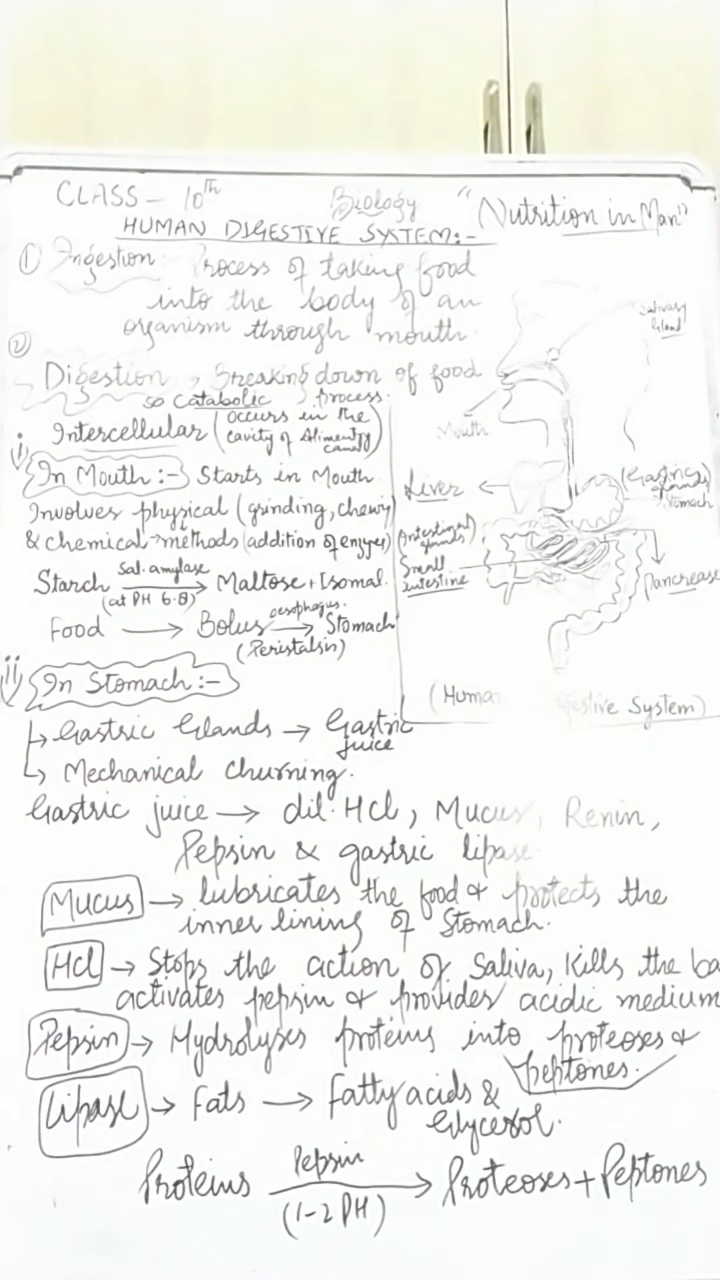 CLASS - 10th Biology "Nutrition in Man"
HUMAN DIGESTIVE SYSTEM:-
① Ingestion: Process of taking food
into the body of an
organism through mouth.
②
Digestion, Breaking down of food
so Catabolic process.
Intercellular (occurs in the
cavity of Alimentry
canal)
i) In Mouth :- Starts in Mouth
Involves physical (grinding, chewing
& chemical → methods (addition of enzymes)
Starch Sal. amylase → Maltose + Isomal.
(at PH 6.8)
Food → Bolus oesophagus. → Stomach
(Peristalsis)
Salivary
Gland
Mouth
Liver
(Gastric
glands)
Stomach
(Intestinal
glands)
Small
intestine
Pancrease
(Human Digestive System)
ii) In Stomach :-
↳ Gastric Glands → Gastric
juice
↳ Mechanical churning.
Gastric juice → dil. Hcl, Mucus, Renin,
Pepsin & gastric lipase
Mucus → lubricates the food & protects the
inner lining of Stomach.
Hcl → Stops the action of Saliva, Kills the ba
activates pepsin & provides acidic medium
Pepsin → Hydrolyses proteins into proteoses &
peptones.
Lipase → Fats → Fatty acids &
Glycerol.
Proteins Pepsin → Proteoses + Peptones
(1-2 PH)